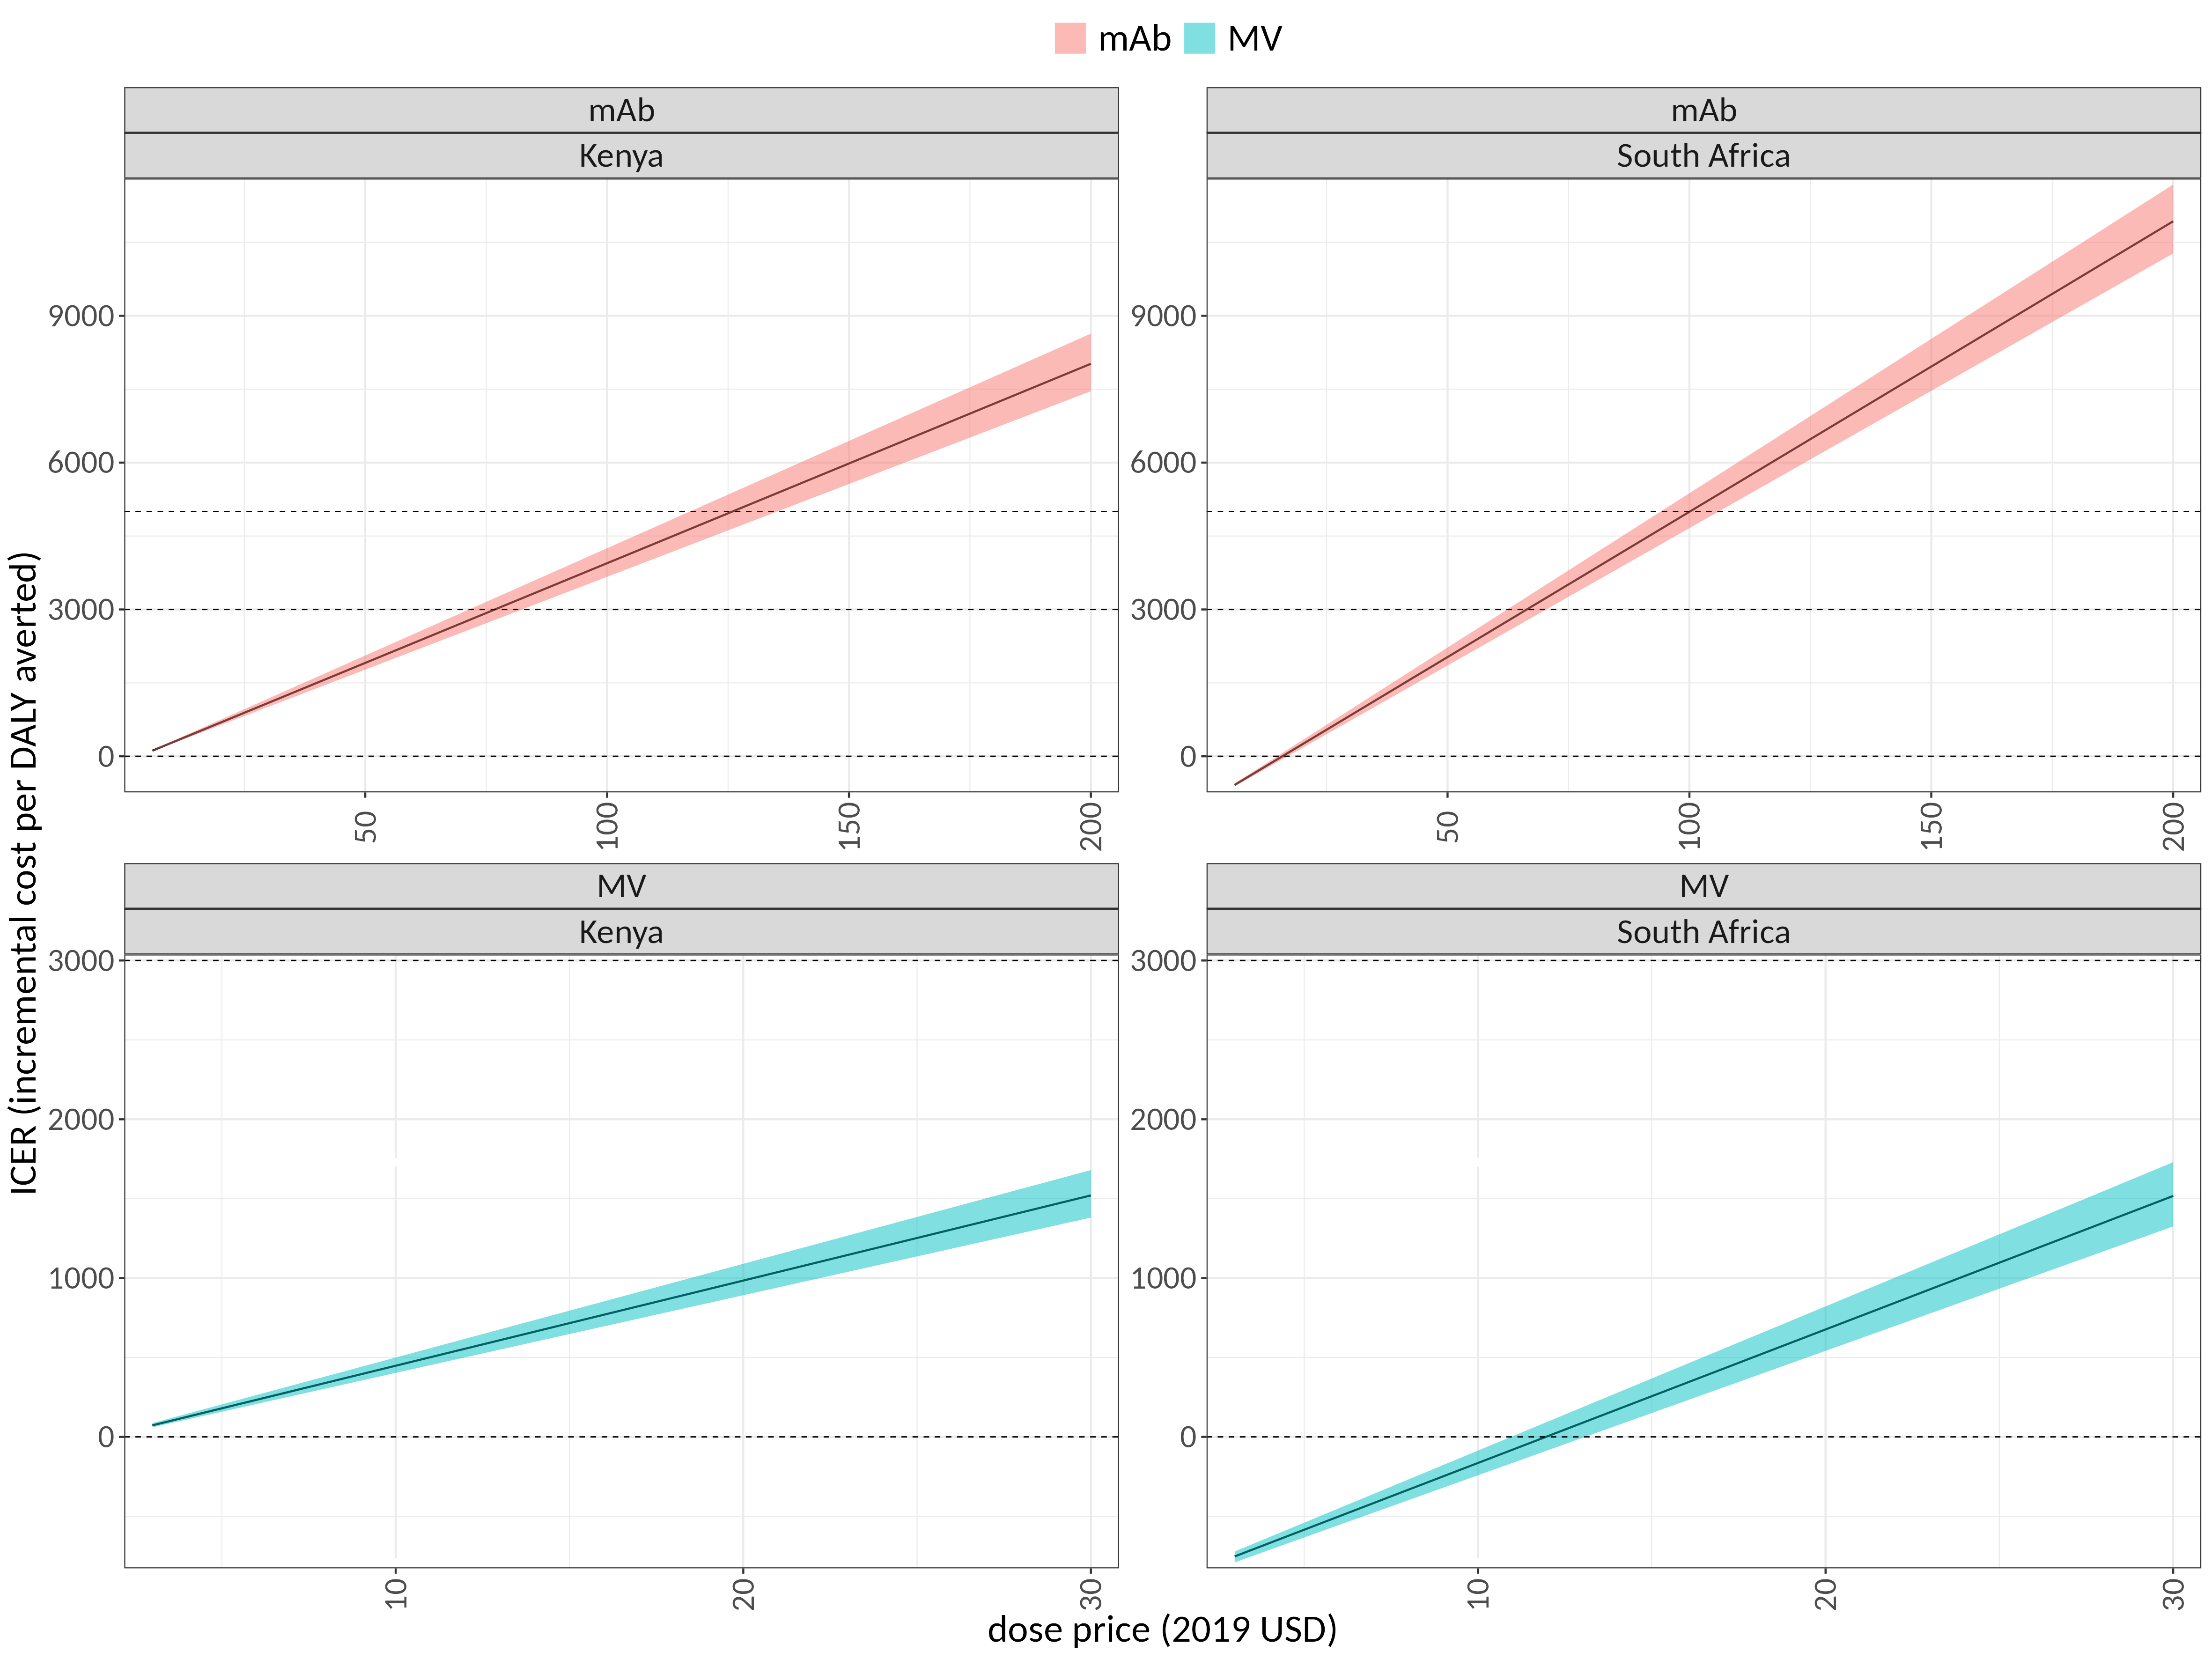 mAb MV
mAb mAb
Kenya South Africa
9000 9000
6000 6000
3000 3000
0 0
50 100 150 200 50 100 150 200
MV MV
Kenya South Africa
3000 3000
2000 2000
1000 1000
0 0
10 20 30 10 20 30
dose price (2019 USD)
ICER (incremental cost per DALY averted)